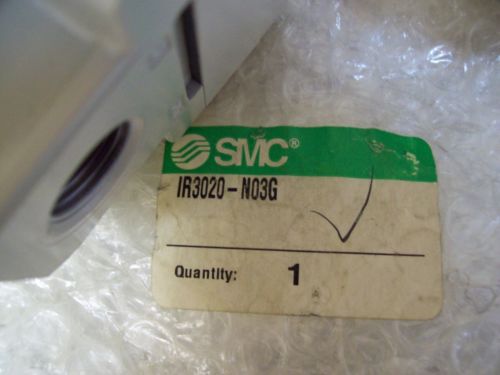 SMC®
IR3020-N03G
Quantity: 1